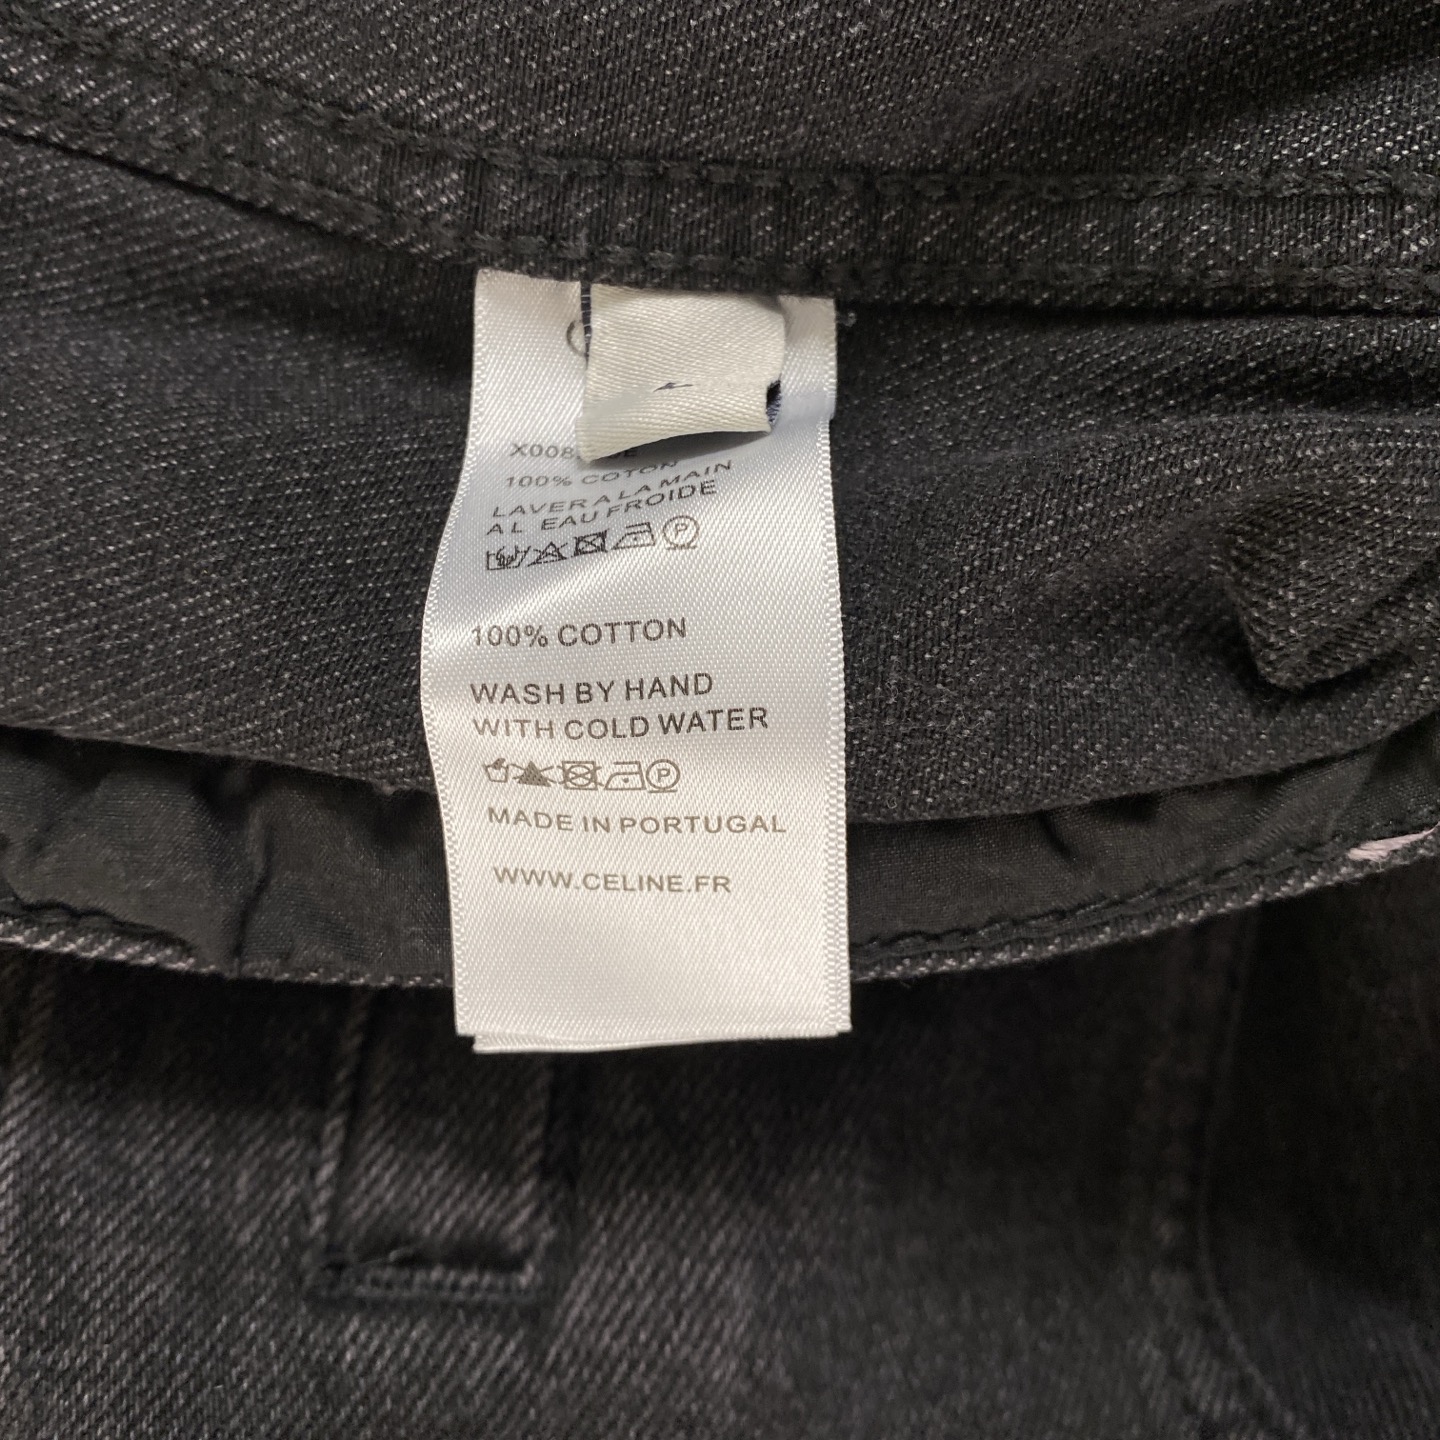 100% COTON
LAVER A LA MAIN
A L EAU FROIDE
P
100% COTTON
WASH BY HAND
WITH COLD WATER
P
MADE IN PORTUGAL
WWW.CELINE.FR